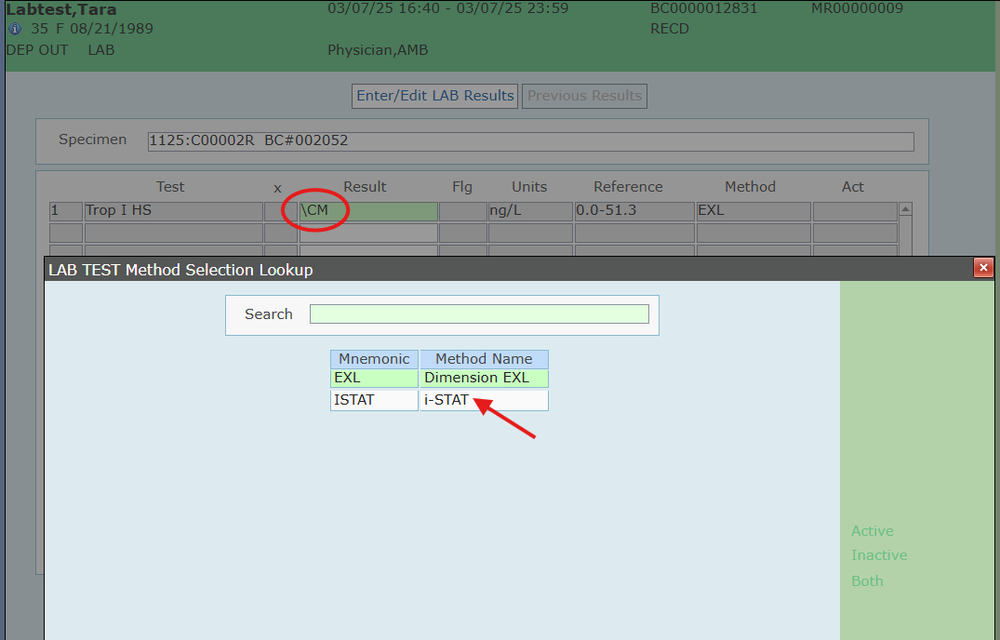 Labtest,Tara 03/07/25 16:40 - 03/07/25 23:59 BC0000012831 MR00000009
35 F 08/21/1989 RECD
DEP OUT LAB Physician,AMB
Enter/Edit LAB Results Previous Results
Specimen 1125:C00002R BC#002052
Test x Result Flg Units Reference Method Act
1 Trop I HS \CM ng/L 0.0-51.3 EXL
LAB TEST Method Selection Lookup
Search
Mnemonic Method Name
EXL Dimension EXL
ISTAT i-STAT
Active
Inactive
Both